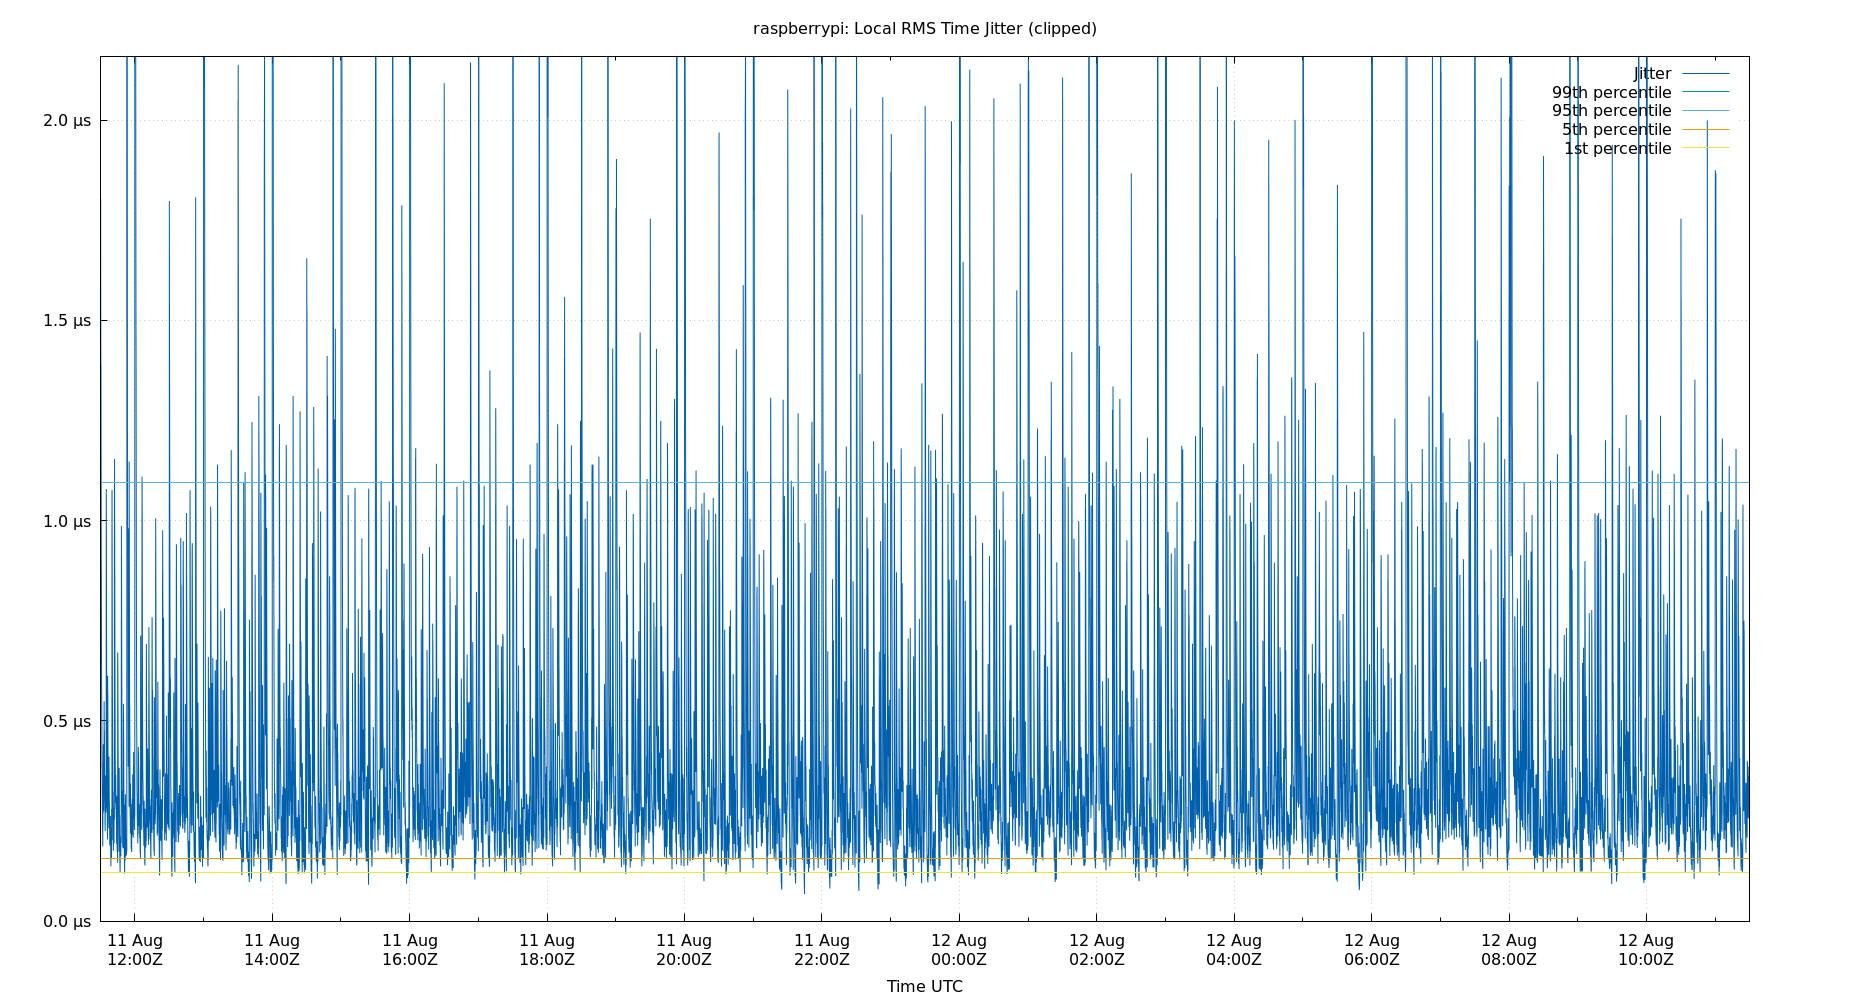 raspberrypi: Local RMS Time Jitter (clipped)
Jitter
99th percentile
95th percentile
5th percentile
1st percentile
2.0 µs
1.5 µs
1.0 µs
0.5 µs
0.0 µs
11 Aug 11 Aug 11 Aug 11 Aug 11 Aug 11 Aug 12 Aug 12 Aug 12 Aug 12 Aug 12 Aug 12 Aug
12:00Z 14:00Z 16:00Z 18:00Z 20:00Z 22:00Z 00:00Z 02:00Z 04:00Z 06:00Z 08:00Z 10:00Z
Time UTC